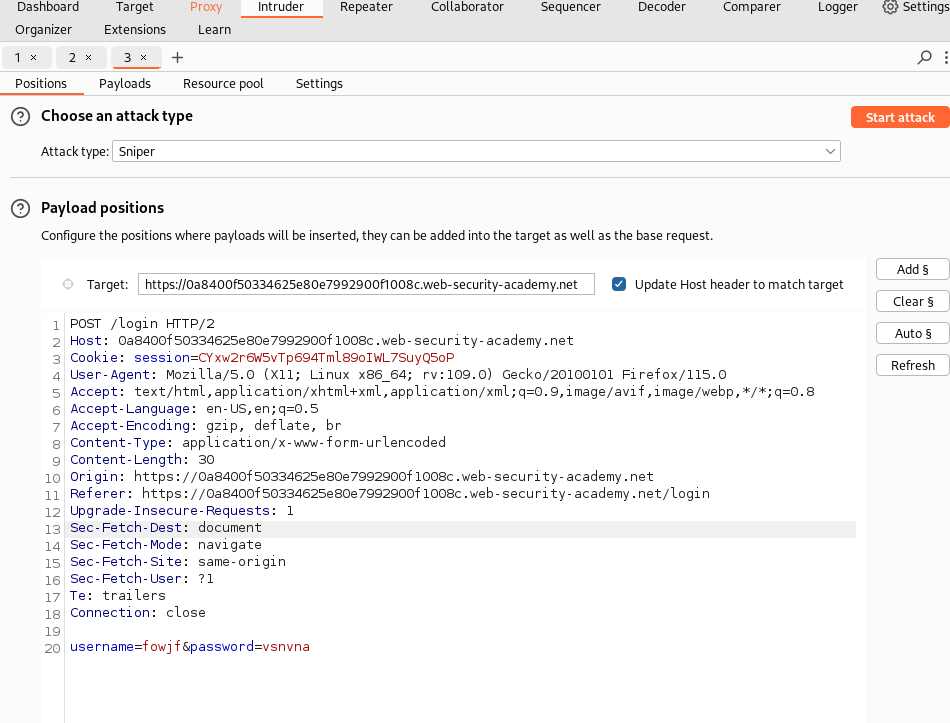 Dashboard Target Proxy Intruder Repeater Collaborator Sequencer Decoder Comparer Logger Settings
Organizer Extensions Learn
1 × 2 × 3 × +
Positions Payloads Resource pool Settings
? Choose an attack type Start attack
Attack type: Sniper
? Payload positions
Configure the positions where payloads will be inserted, they can be added into the target as well as the base request.
Target: https://0a8400f50334625e80e7992900f1008c.web-security-academy.net Update Host header to match target
Add §
Clear §
Auto §
Refresh
1 POST /login HTTP/2
2 Host: 0a8400f50334625e80e7992900f1008c.web-security-academy.net
3 Cookie: session=CYxw2r6W5vTp694Tml89oIWL7SuyQ5oP
4 User-Agent: Mozilla/5.0 (X11; Linux x86_64; rv:109.0) Gecko/20100101 Firefox/115.0
5 Accept: text/html,application/xhtml+xml,application/xml;q=0.9,image/avif,image/webp,*/*;q=0.8
6 Accept-Language: en-US,en;q=0.5
7 Accept-Encoding: gzip, deflate, br
8 Content-Type: application/x-www-form-urlencoded
9 Content-Length: 30
10 Origin: https://0a8400f50334625e80e7992900f1008c.web-security-academy.net
11 Referer: https://0a8400f50334625e80e7992900f1008c.web-security-academy.net/login
12 Upgrade-Insecure-Requests: 1
13 Sec-Fetch-Dest: document
14 Sec-Fetch-Mode: navigate
15 Sec-Fetch-Site: same-origin
16 Sec-Fetch-User: ?1
17 Te: trailers
18 Connection: close
19
20 username=fowjf&password=vsnvna